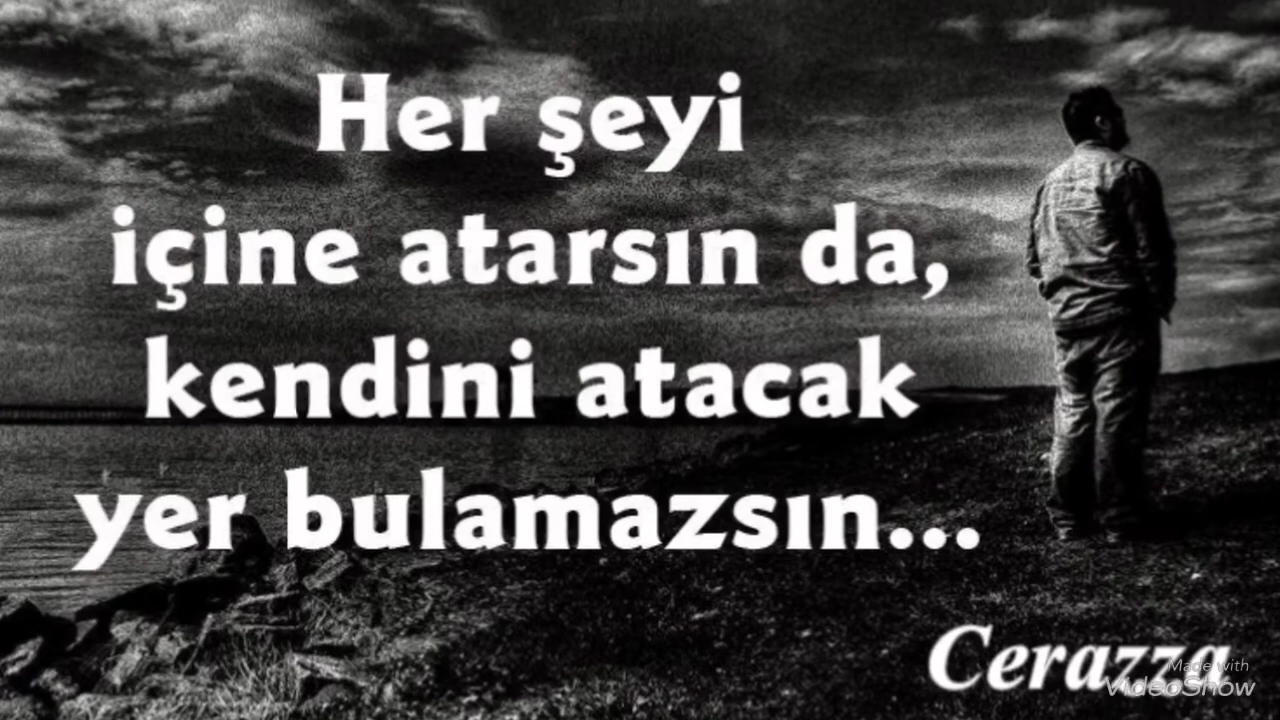 Her şeyi
içine atarsın da,
kendini atacak
yer bulamazsın...
Cerazza
Made with
VideoShow